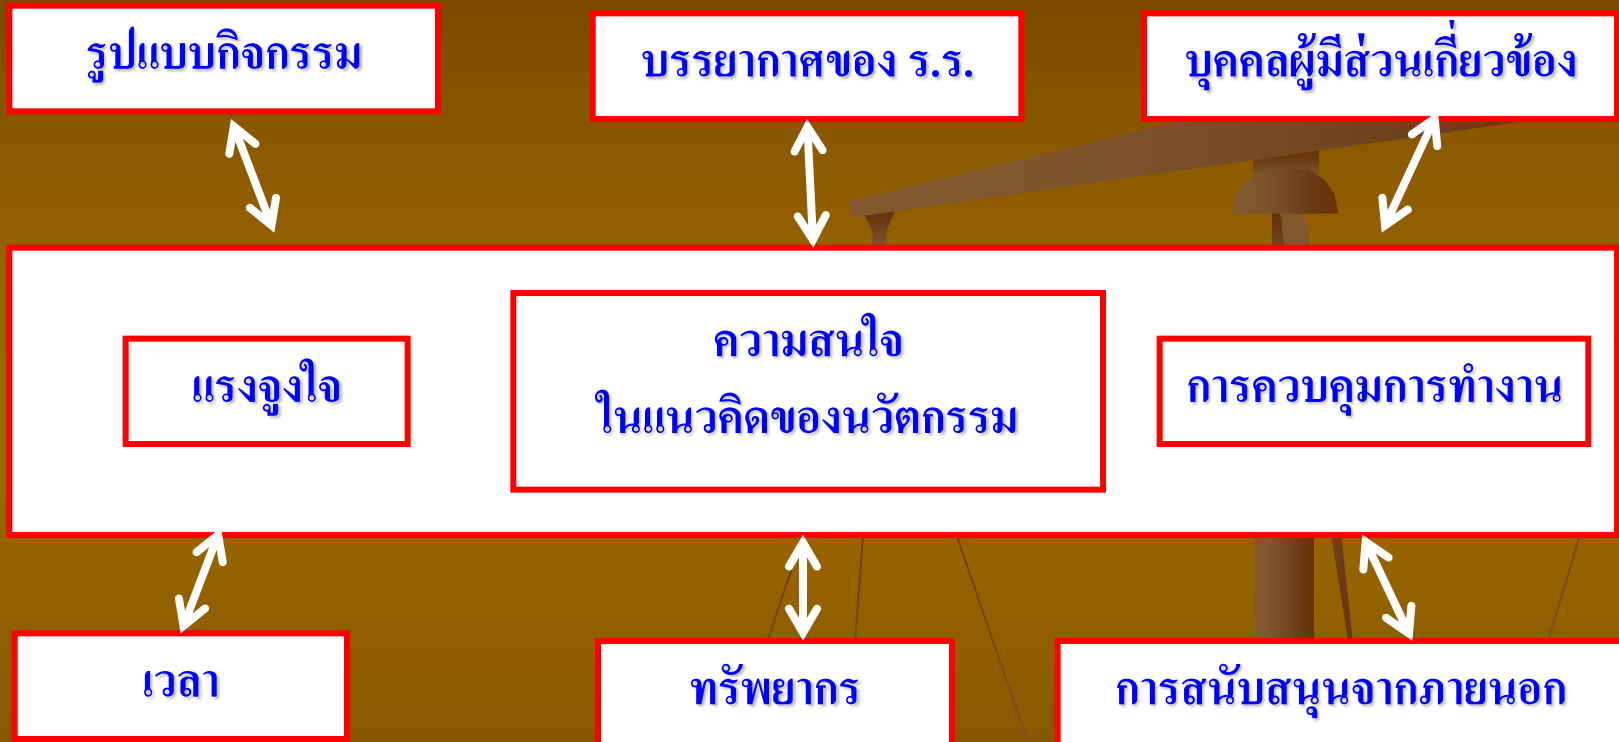 รูปแบบกิจกรรม
บรรยากาศของ ร.ร.
บุคคลผู้มีส่วนเกี่ยวข้อง
แรงจูงใจ
ความสนใจ
ในแนวคิดของนวัตกรรม
การควบคุมการทำงาน
เวลา
ทรัพยากร
การสนับสนุนจากภายนอก